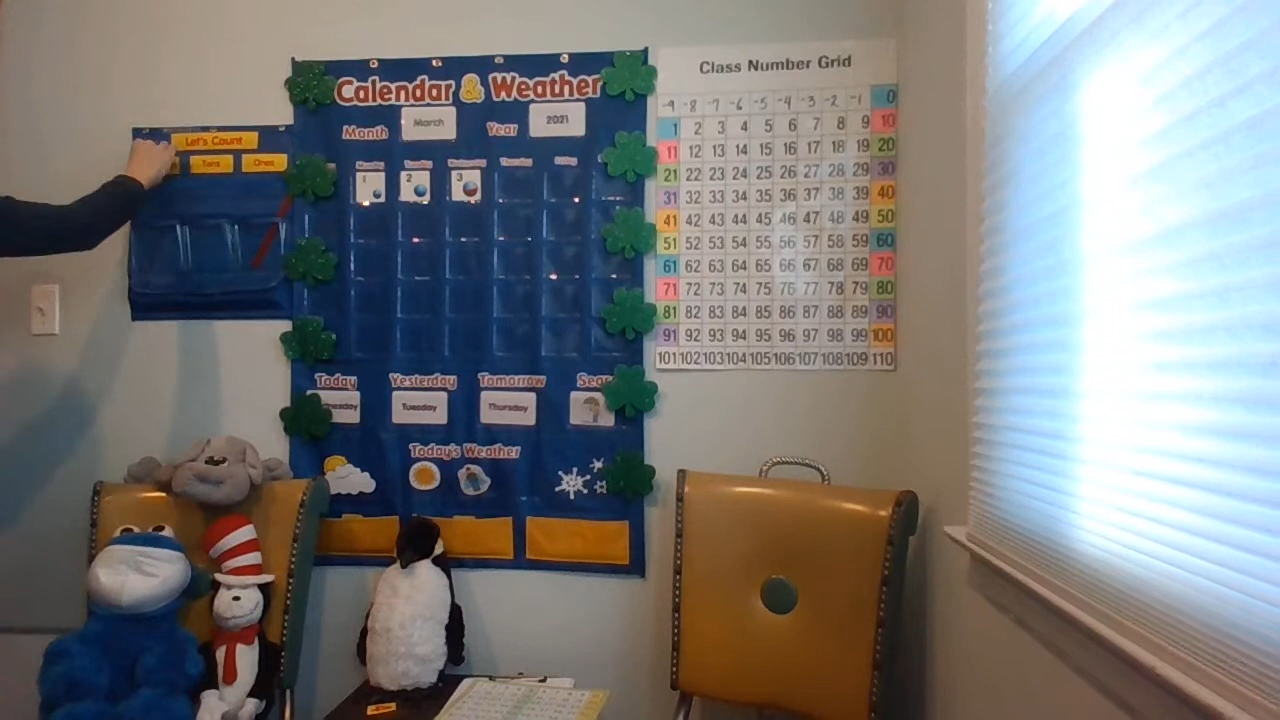 Calendar & Weather
Month
March
Year
2021
Let's Count
Tens
Ones
Monday
Tuesday
Wednesday
Thursday
Friday
1
2
3
Today
Yesterday
Tomorrow
Tuesday
Thursday
Today's Weather
Class Number Grid
-9 -8 -7 -6 -5 -4 -3 -2 -1 0
1 2 3 4 5 6 7 8 9 10
11 12 13 14 15 16 17 18 19 20
21 22 23 24 25 26 27 28 29 30
31 32 33 34 35 36 37 38 39 40
41 42 43 44 45 46 47 48 49 50
51 52 53 54 55 56 57 58 59 60
61 62 63 64 65 66 67 68 69 70
71 72 73 74 75 76 77 78 79 80
81 82 83 84 85 86 87 88 89 90
91 92 93 94 95 96 97 98 99 100
101 102 103 104 105 106 107 108 109 110